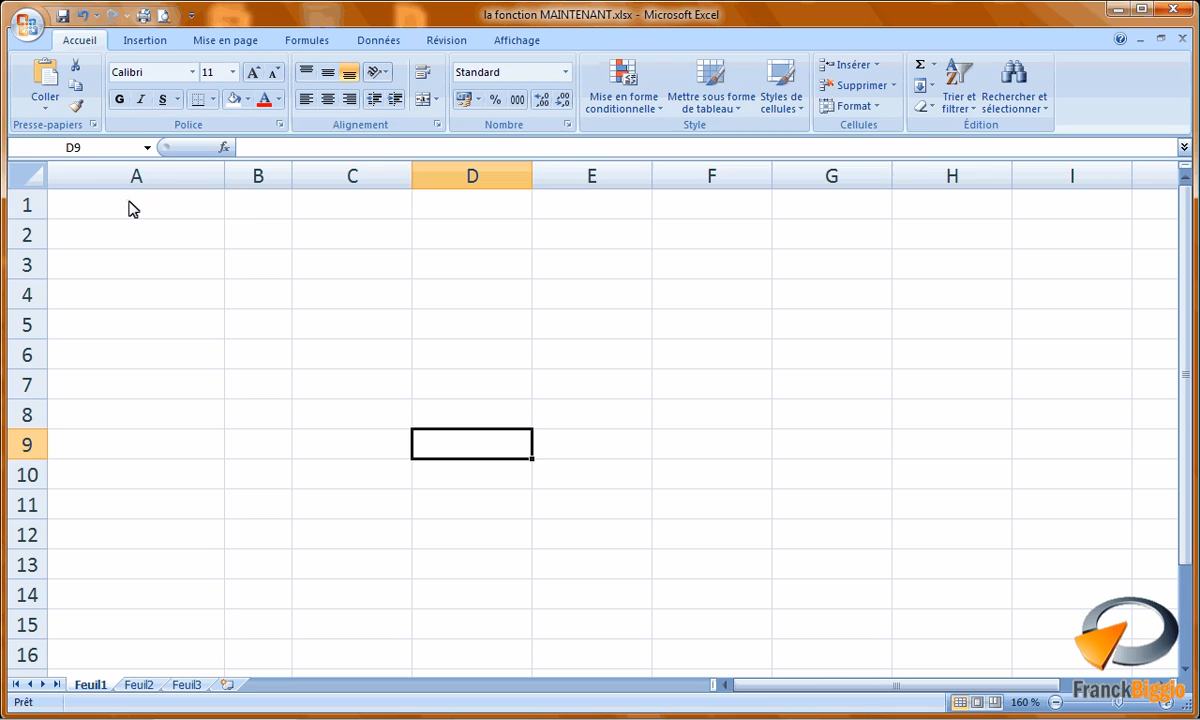 la fonction MAINTENANT.xlsx - Microsoft Excel
Accueil Insertion Mise en page Formules Données Révision Affichage
Coller
Calibri 11
G I S
Standard
% 000
Mise en forme conditionnelle
Mettre sous forme de tableau
Styles de cellules
Insérer
Supprimer
Format
Σ
Trier et filtrer
Rechercher et sélectionner
Presse-papiers Police Alignement Nombre Style Cellules Édition
D9 fx
A B C D E F G H I
1
2
3
4
5
6
7
8
9
10
11
12
13
14
15
16
FranckBiggio
Feuil1 Feuil2 Feuil3
Prêt 160 %